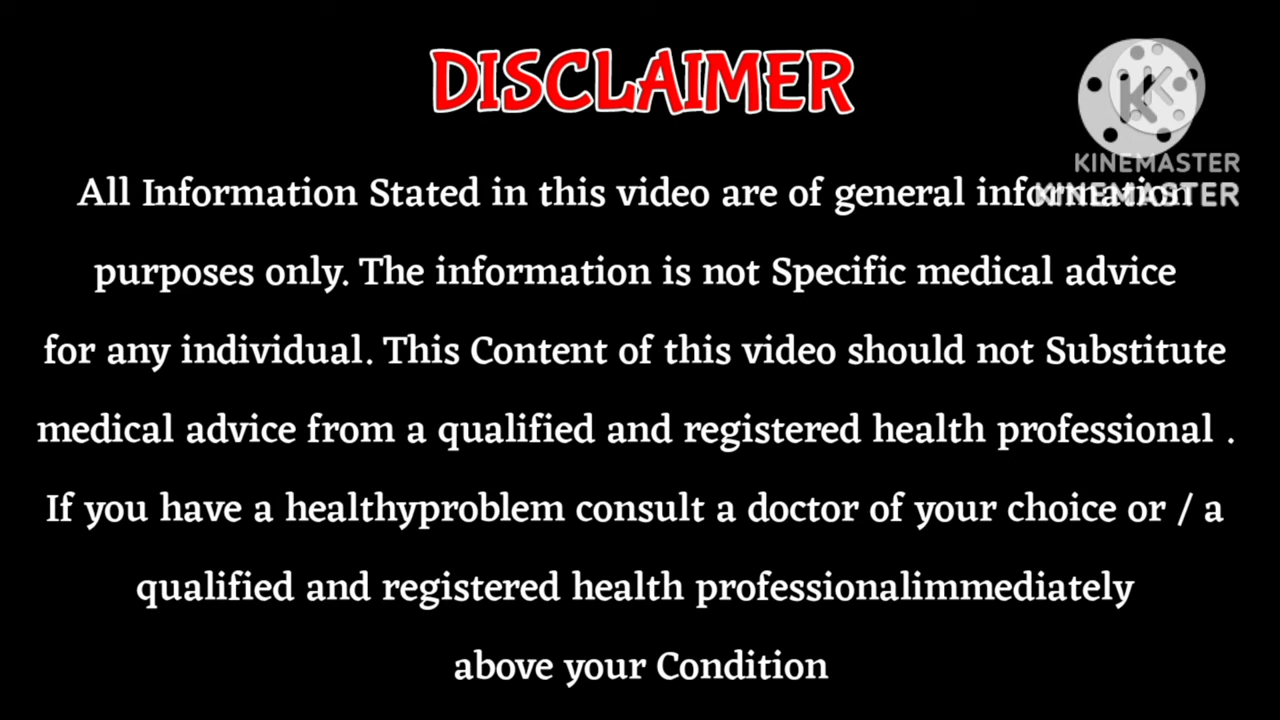 DISCLAIMER
KINEMASTER
KINEMASTER
All Information Stated in this video are of general information
purposes only. The information is not Specific medical advice
for any individual. This Content of this video should not Substitute
medical advice from a qualified and registered health professional .
If you have a healthyproblem consult a doctor of your choice or / a
qualified and registered health professionalimmediately
above your Condition